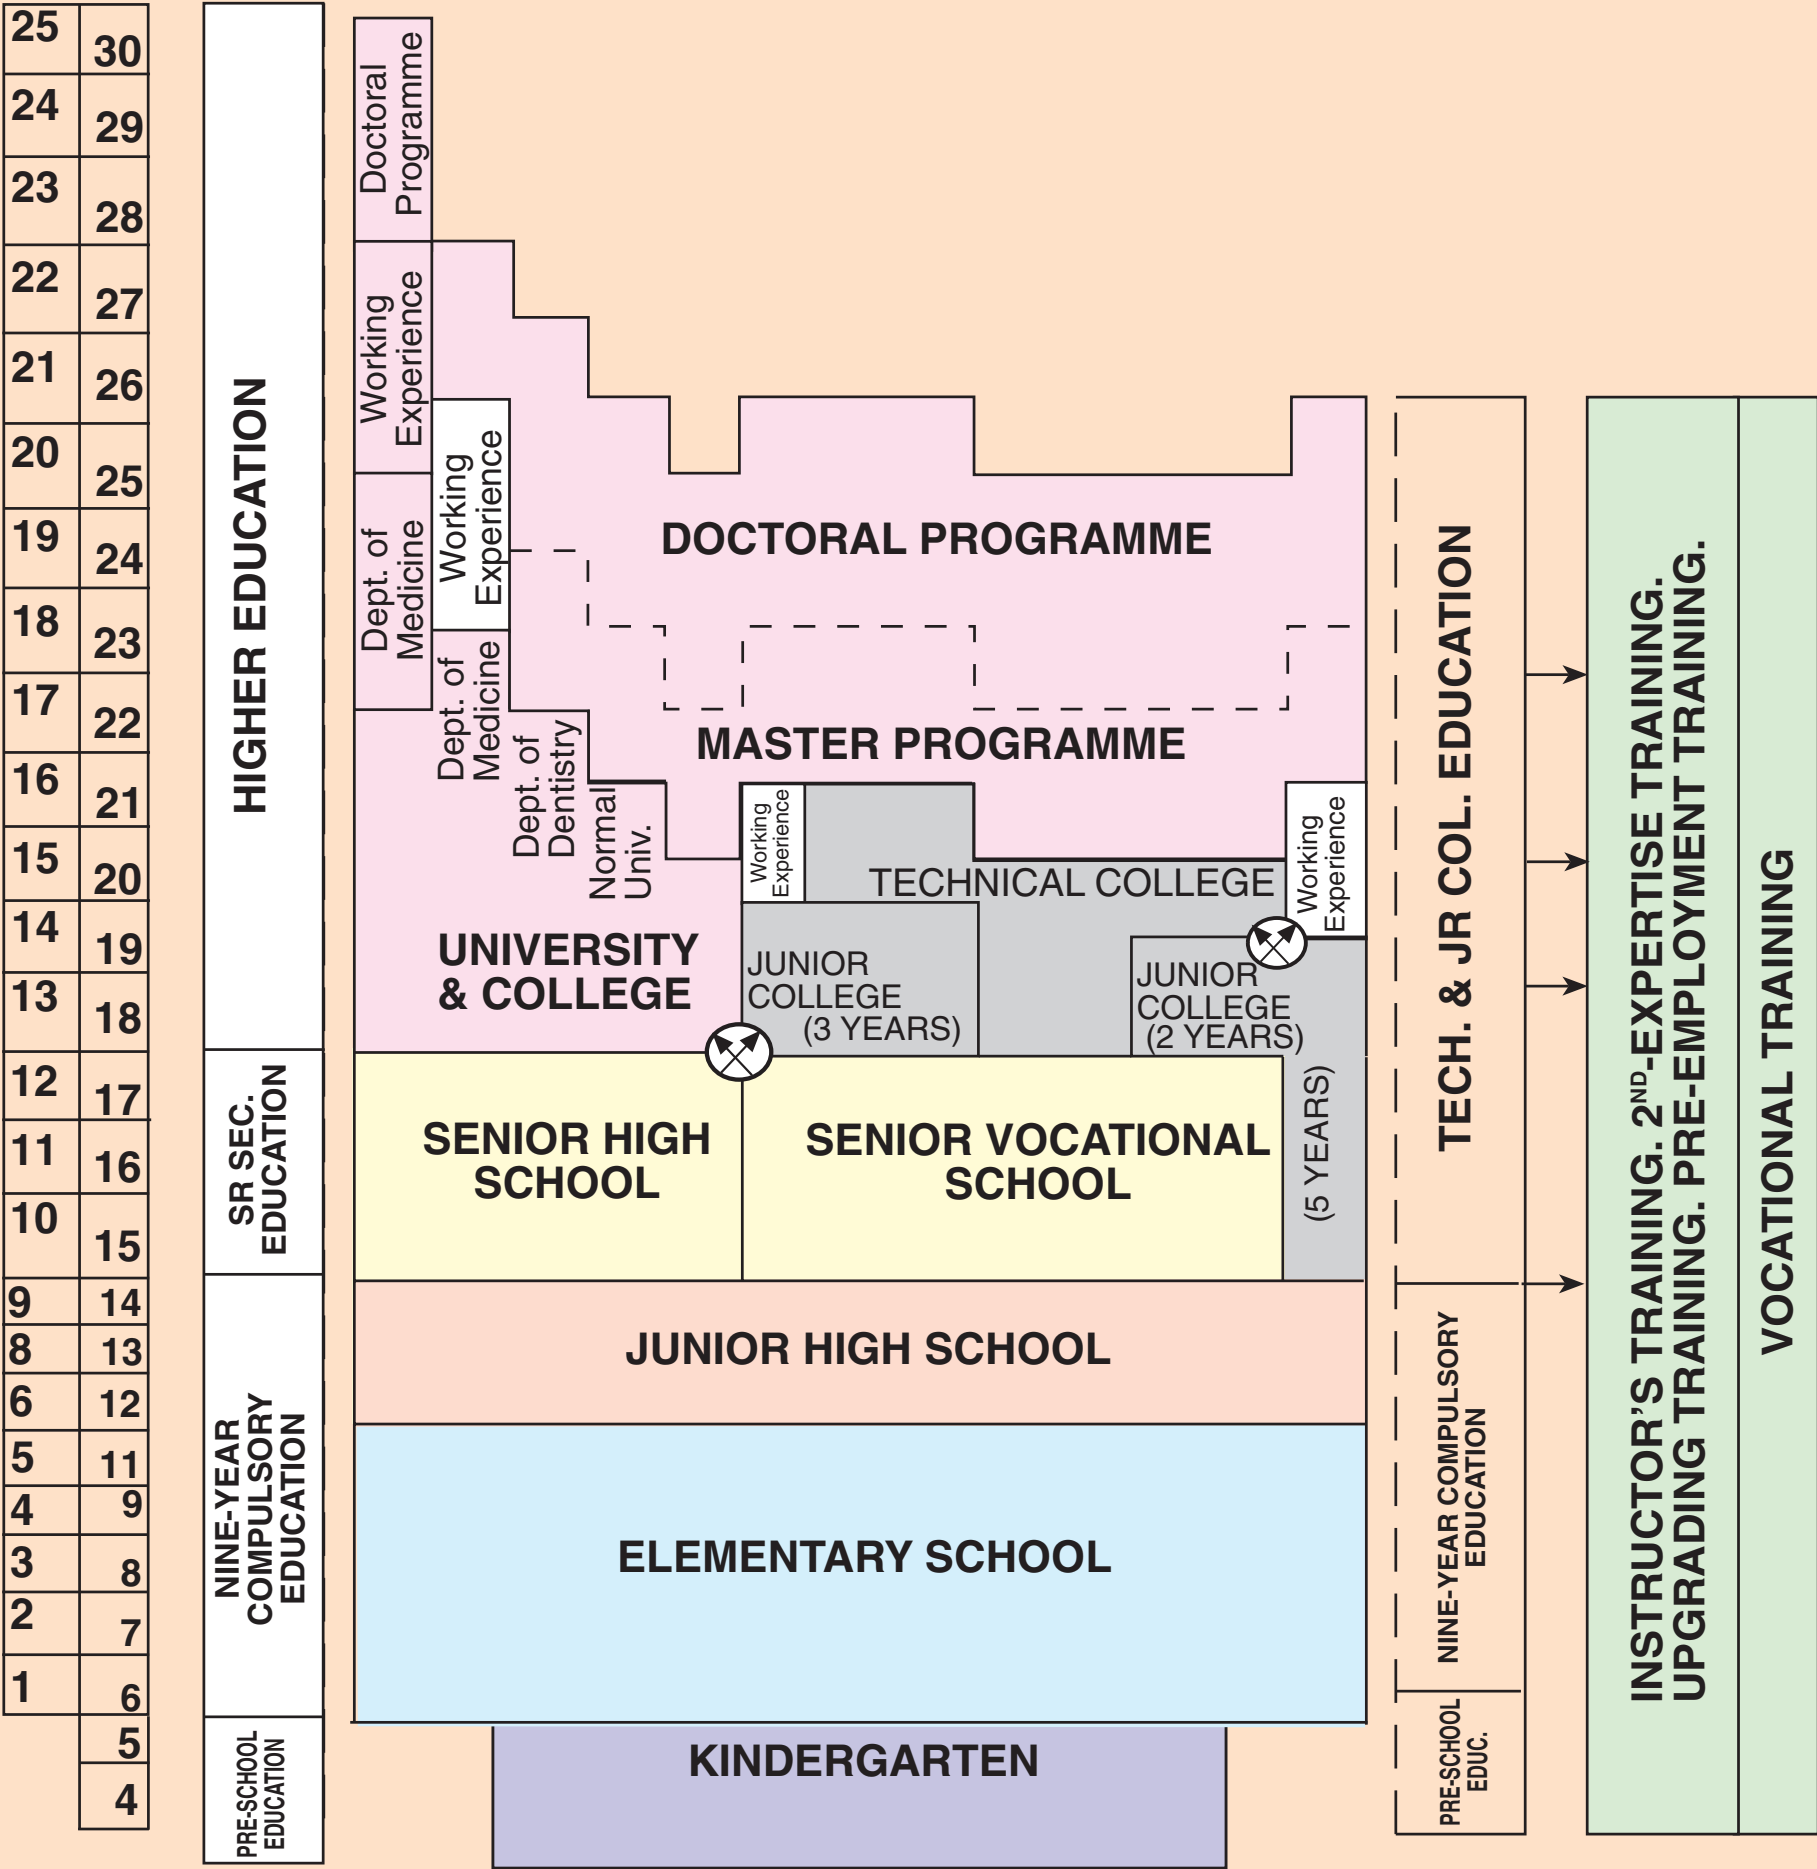 25 30
24 29
23 28
22 27
21 26
20 25
19 24
18 23
17 22
16 21
15 20
14 19
13 18
12 17
11 16
10 15
9 14
8 13
6 12
5 11
4 9
3 8
2 7
1 6
5
4
HIGHER EDUCATION
SR SEC.
EDUCATION
NINE-YEAR
COMPULSORY
EDUCATION
PRE-SCHOOL
EDUCATION
Doctoral
Programme
Working
Experience
Dept. of
Medicine
Working
Experience
Dept. of
Medicine
Dept. of
Dentistry
Normal
Univ.
DOCTORAL PROGRAMME
MASTER PROGRAMME
Working
Experience
TECHNICAL COLLEGE
Working
Experience
UNIVERSITY
& COLLEGE
JUNIOR
COLLEGE
(3 YEARS)
JUNIOR
COLLEGE
(2 YEARS)
(5 YEARS)
SENIOR HIGH
SCHOOL
SENIOR VOCATIONAL
SCHOOL
JUNIOR HIGH SCHOOL
ELEMENTARY SCHOOL
KINDERGARTEN
TECH. & JR COL. EDUCATION
NINE-YEAR COMPULSORY
EDUCATION
PRE-SCHOOL
EDUC.
INSTRUCTOR'S TRAINING. 2ND-EXPERTISE TRAINING.
UPGRADING TRAINING. PRE-EMPLOYMENT TRAINING.
VOCATIONAL TRAINING